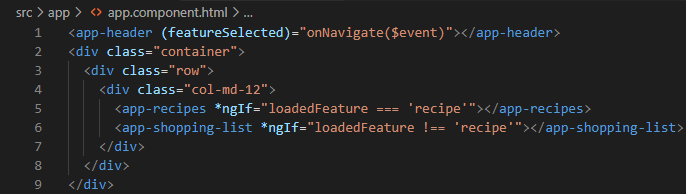 src > app > <> app.component.html > ...
1 <app-header (featureSelected)="onNavigate($event)"></app-header>
2 <div class="container">
3 <div class="row">
4 <div class="col-md-12">
5 <app-recipes *ngIf="loadedFeature === 'recipe'"></app-recipes>
6 <app-shopping-list *ngIf="loadedFeature !== 'recipe'"></app-shopping-list>
7 </div>
8 </div>
9 </div>